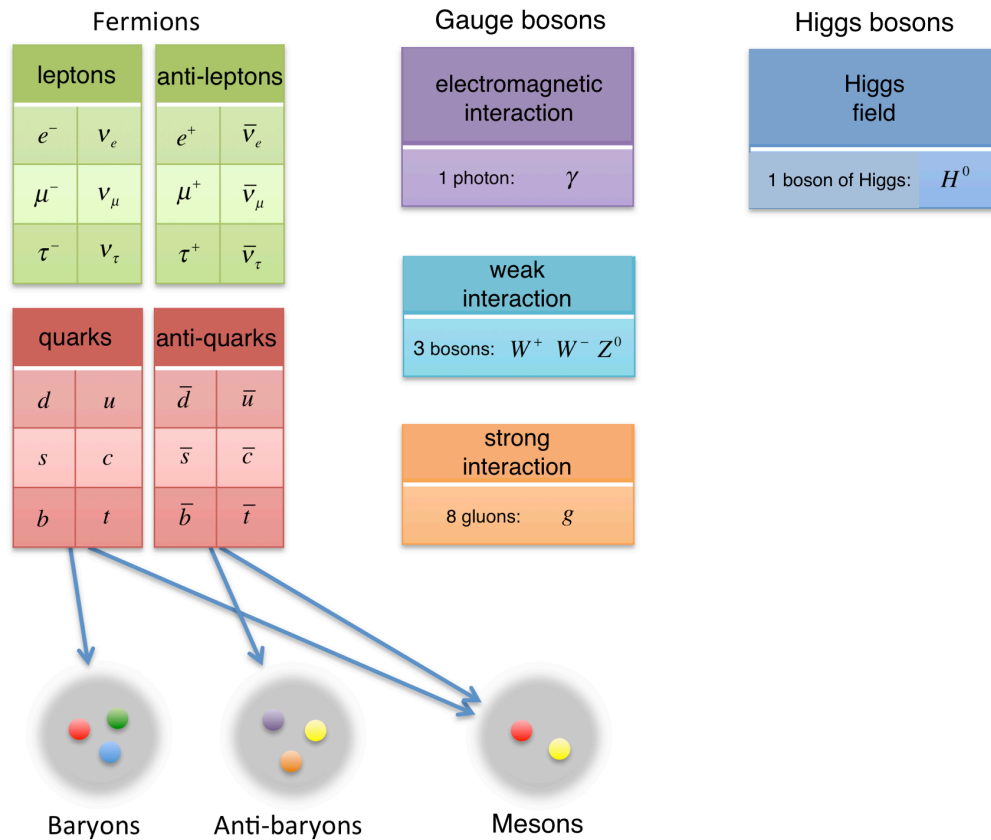 Fermions
Gauge bosons
Higgs bosons
leptons
anti-leptons
e⁻ ν_e e⁺ ν̅_e
μ⁻ ν_μ μ⁺ ν̅_μ
τ⁻ ν_τ τ⁺ ν̅_τ
quarks
anti-quarks
d u d̅ u̅
s c s̅ c̅
b t b̅ t̅
electromagnetic
interaction
1 photon: γ
weak
interaction
3 bosons: W⁺ W⁻ Z⁰
strong
interaction
8 gluons: g
Higgs
field
1 boson of Higgs: H⁰
Baryons
Anti-baryons
Mesons